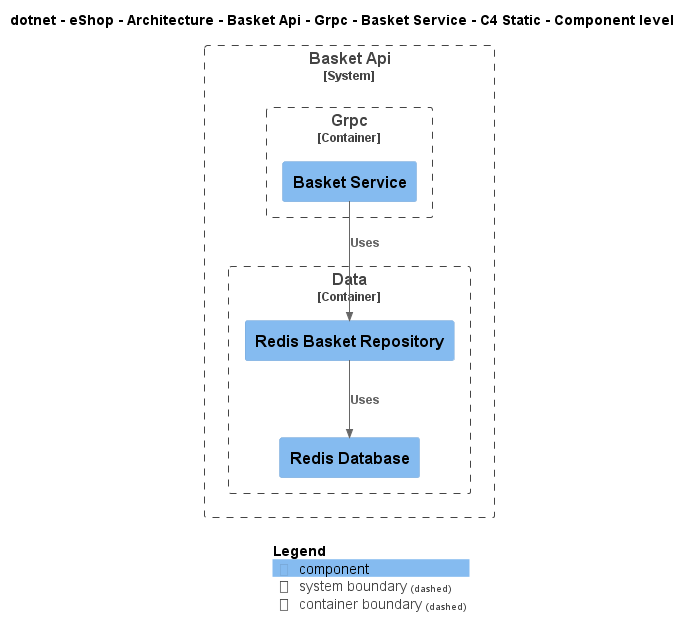 dotnet - eShop - Architecture - Basket Api - Grpc - Basket Service - C4 Static - Component level
Basket Api
[System]
Grpc
[Container]
Basket Service
Uses
Data
[Container]
Redis Basket Repository
Uses
Redis Database
Legend
component
system boundary (dashed)
container boundary (dashed)